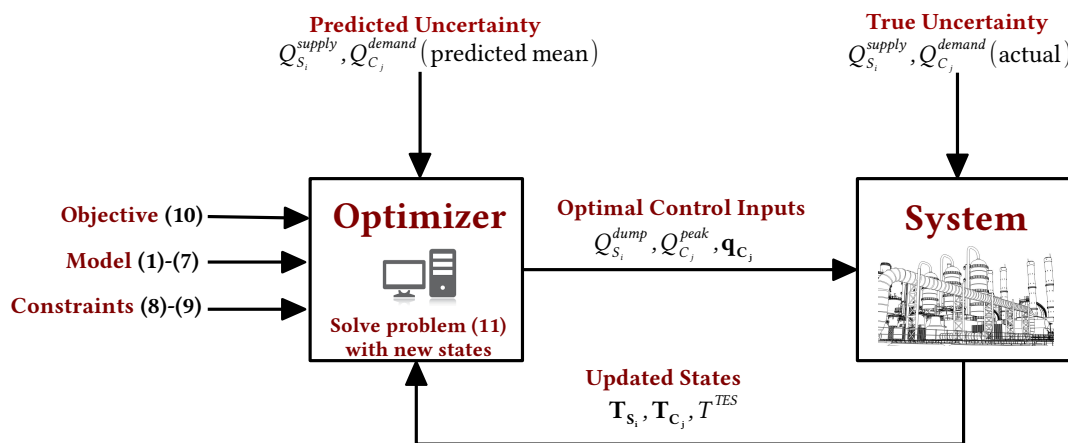 Predicted Uncertainty
Q_{S_i}^{supply}, Q_{C_j}^{demand} (predicted mean)
True Uncertainty
Q_{S_i}^{supply}, Q_{C_j}^{demand} (actual)
Objective (10)
Model (1)-(7)
Constraints (8)-(9)
Optimizer
Solve problem (11)
with new states
Optimal Control Inputs
Q_{S_i}^{dump}, Q_{C_j}^{peak}, q_{C_j}
System
Updated States
T_{S_i}, T_{C_j}, T^{TES}